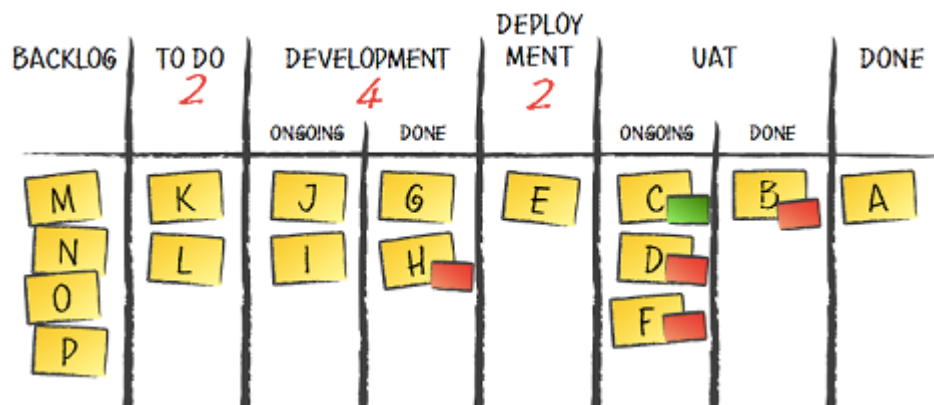 BACKLOG
TO DO
2
DEVELOPMENT
4
DEPLOY
MENT
2
UAT
DONE
ONGOING
DONE
ONGOING
DONE
M
K
J
G
E
C
B
A
N
L
I
H
D
O
F
P